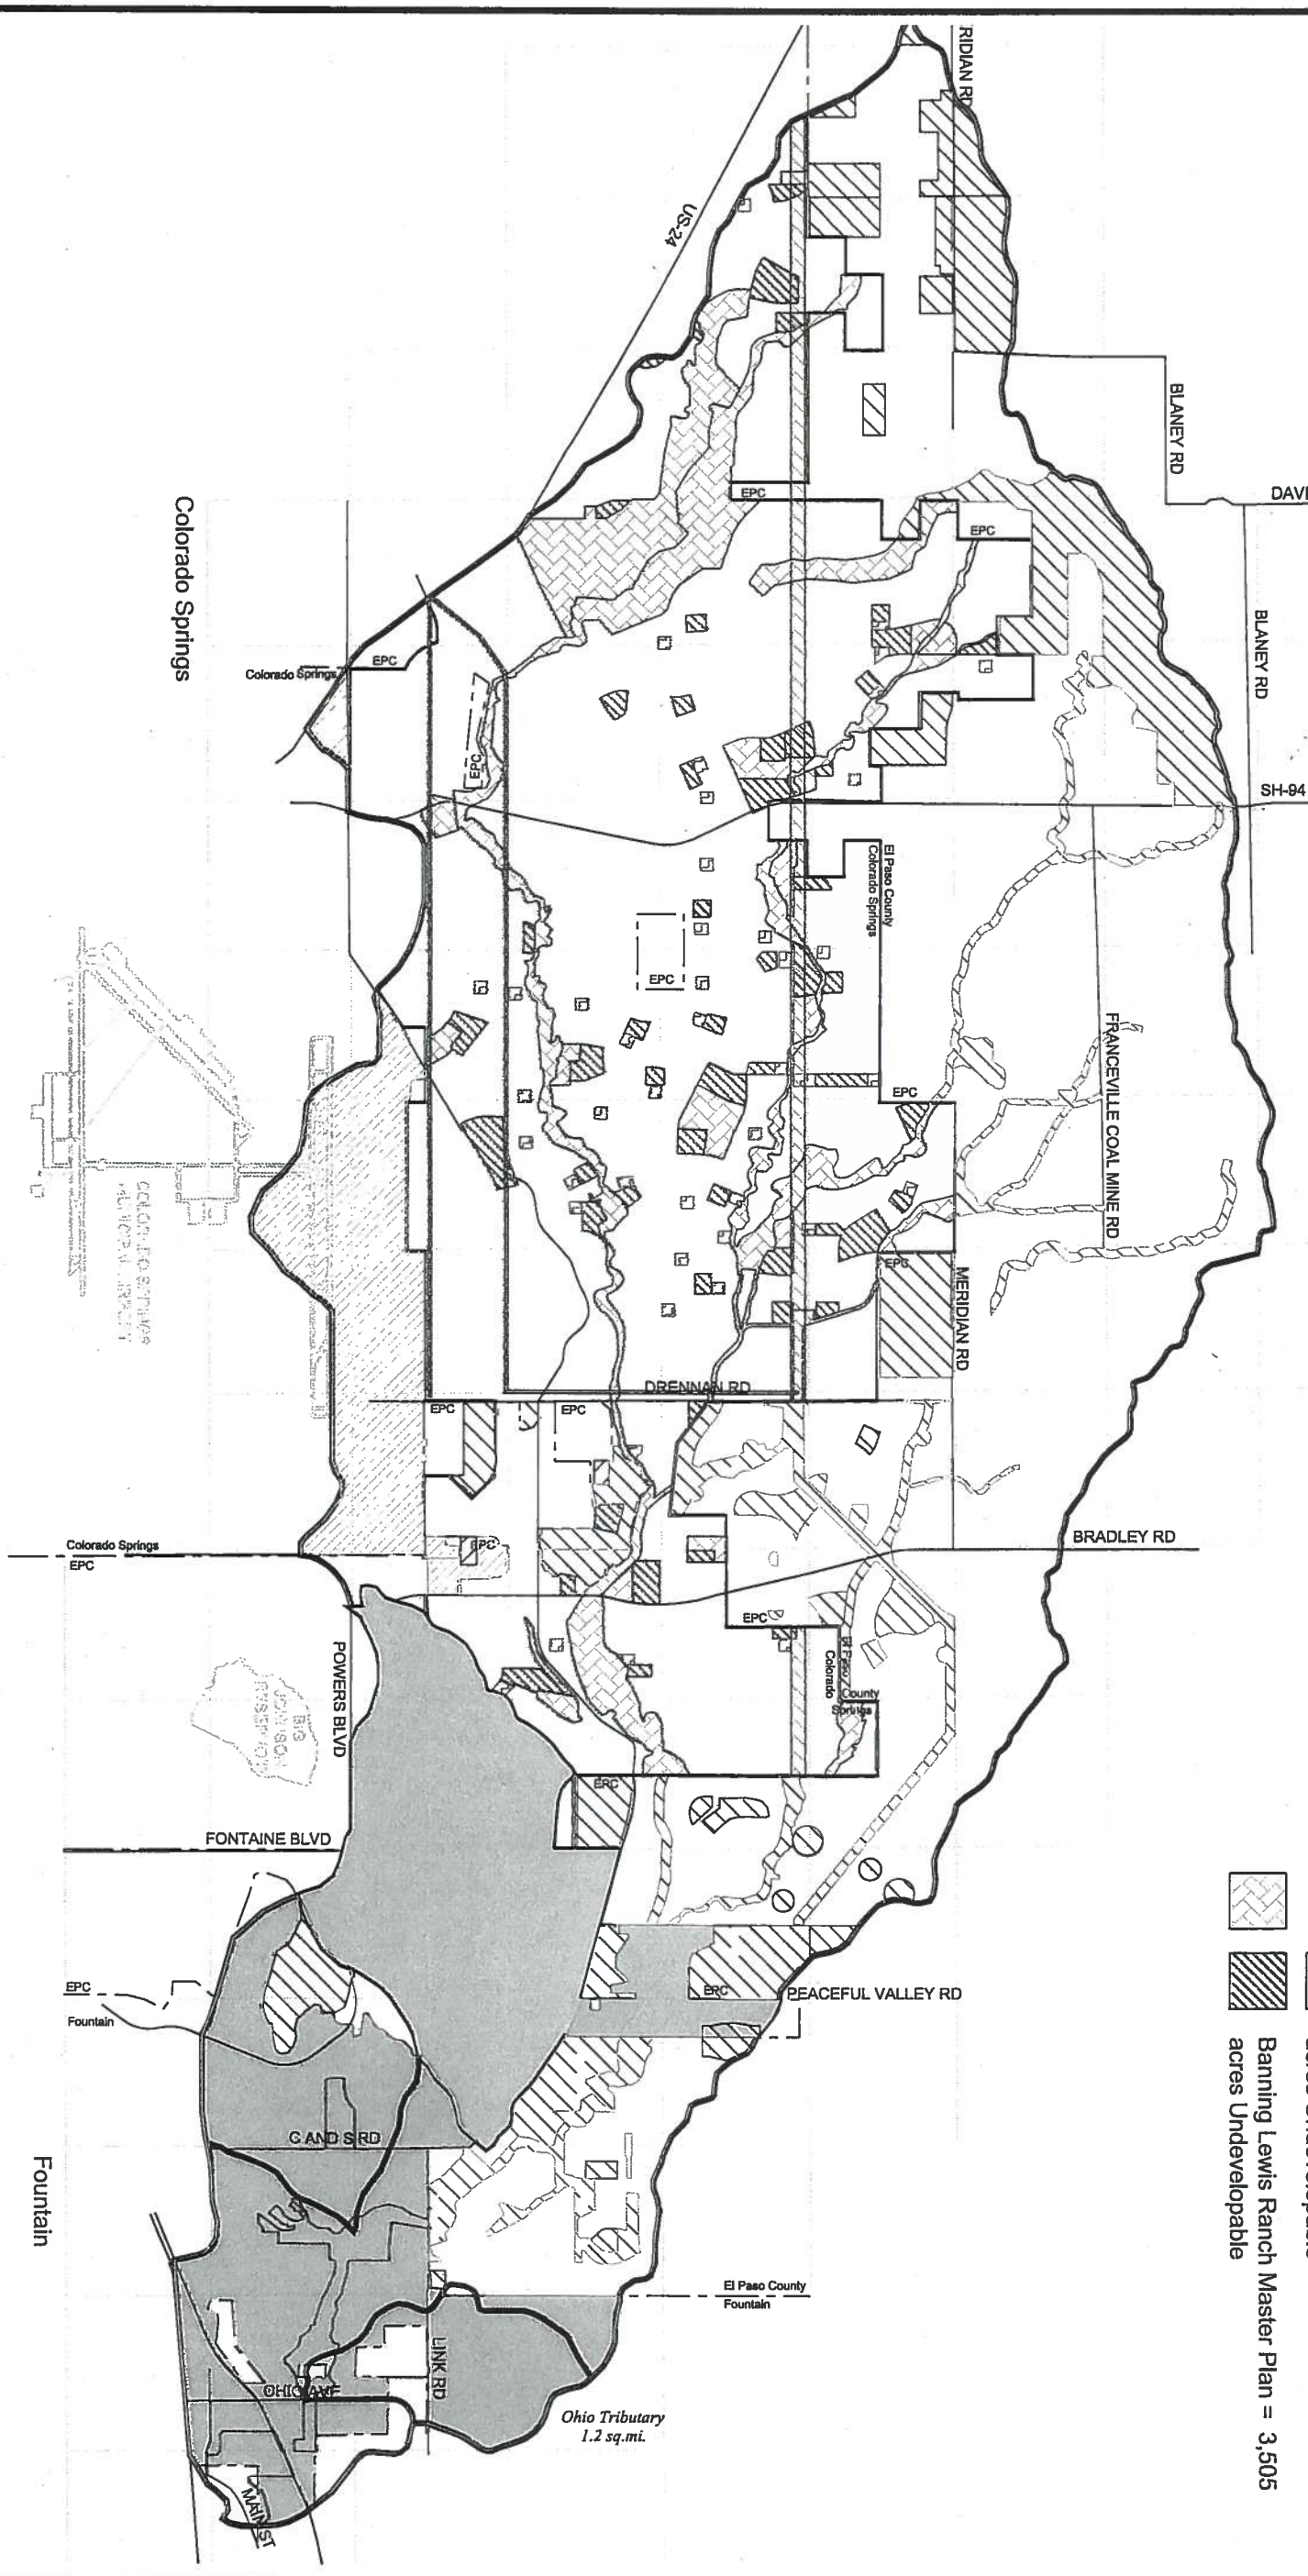 RIDIAN RD
US-24
BLANEY RD
DAVI
EPC
EPC
Colorado Springs
BLANEY RD
EPC
Colorado Springs
EPC
SH-94
El Paso County
Colorado Springs
EPC
FRANCEVILLE COAL MINE RD
EPC
EPC
MERIDIAN RD
DRENNAN RD
EPC
EPC
Colorado Springs
EPC
EPC
BRADLEY RD
EPC
El Paso County
Colorado Springs
POWERS BLVD
BIG
JOHNSON
EPC
FONTAINE BLVD
EPC
Fountain
EPC
PEACEFUL VALLEY RD
Banning Lewis Ranch Master Plan = 3,505
acres Undevelopable
C AND S RD
Fountain
El Paso County
Fountain
LINK RD
OHIO AVE
Ohio Tributary
1.2 sq.mi.
MAIN ST